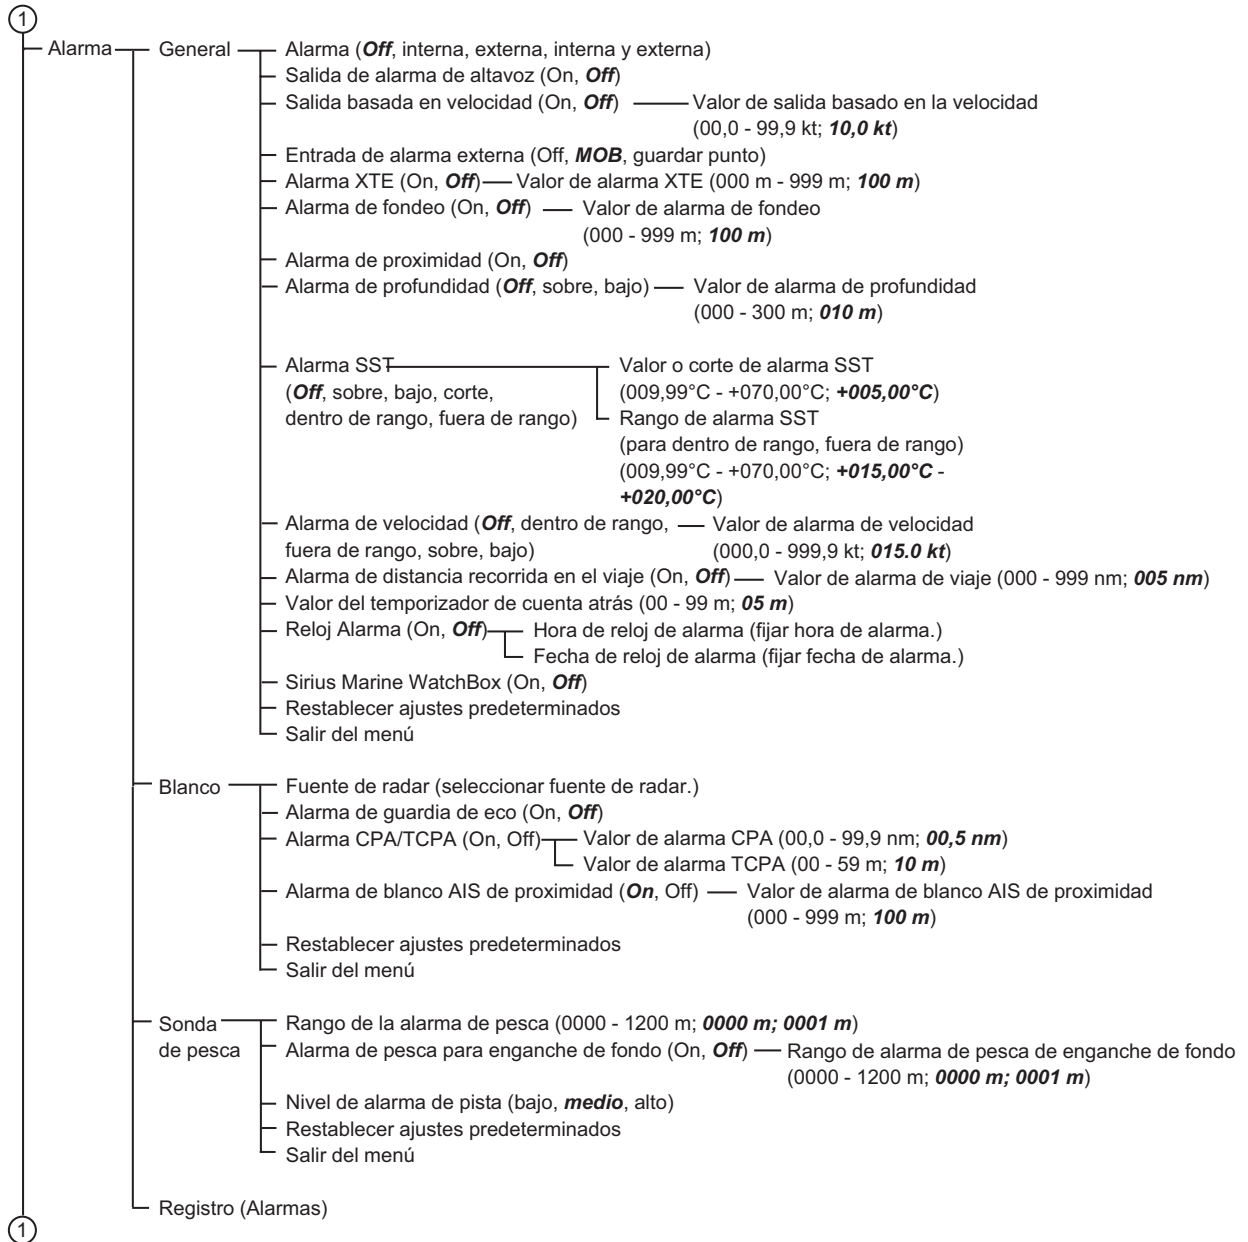 1
Alarma General Alarma (Off, interna, externa, interna y externa)
Salida de alarma de altavoz (On, Off)
Salida basada en velocidad (On, Off) Valor de salida basado en la velocidad
(00,0 - 99,9 kt; 10,0 kt)
Entrada de alarma externa (Off, MOB, guardar punto)
Alarma XTE (On, Off) Valor de alarma XTE (000 m - 999 m; 100 m)
Alarma de fondeo (On, Off) Valor de alarma de fondeo
(000 - 999 m; 100 m)
Alarma de proximidad (On, Off)
Alarma de profundidad (Off, sobre, bajo) Valor de alarma de profundidad
(000 - 300 m; 010 m)
Alarma SST Valor o corte de alarma SST
(Off, sobre, bajo, corte, (009,99°C - +070,00°C; +005,00°C)
dentro de rango, fuera de rango) Rango de alarma SST
(para dentro de rango, fuera de rango)
(009,99°C - +070,00°C; +015,00°C -
+020,00°C)
Alarma de velocidad (Off, dentro de rango, Valor de alarma de velocidad
fuera de rango, sobre, bajo) (000,0 - 999,9 kt; 015.0 kt)
Alarma de distancia recorrida en el viaje (On, Off) Valor de alarma de viaje (000 - 999 nm; 005 nm)
Valor del temporizador de cuenta atrás (00 - 99 m; 05 m)
Reloj Alarma (On, Off) Hora de reloj de alarma (fijar hora de alarma.)
Fecha de reloj de alarma (fijar fecha de alarma.)
Sirius Marine WatchBox (On, Off)
Restablecer ajustes predeterminados
Salir del menú
Blanco Fuente de radar (seleccionar fuente de radar.)
Alarma de guardia de eco (On, Off)
Alarma CPA/TCPA (On, Off) Valor de alarma CPA (00,0 - 99,9 nm; 00,5 nm)
Valor de alarma TCPA (00 - 59 m; 10 m)
Alarma de blanco AIS de proximidad (On, Off) Valor de alarma de blanco AIS de proximidad
(000 - 999 m; 100 m)
Restablecer ajustes predeterminados
Salir del menú
Sonda Rango de la alarma de pesca (0000 - 1200 m; 0000 m; 0001 m)
de pesca Alarma de pesca para enganche de fondo (On, Off) Rango de alarma de pesca de enganche de fondo
(0000 - 1200 m; 0000 m; 0001 m)
Nivel de alarma de pista (bajo, medio, alto)
Restablecer ajustes predeterminados
Salir del menú
Registro (Alarmas)
1